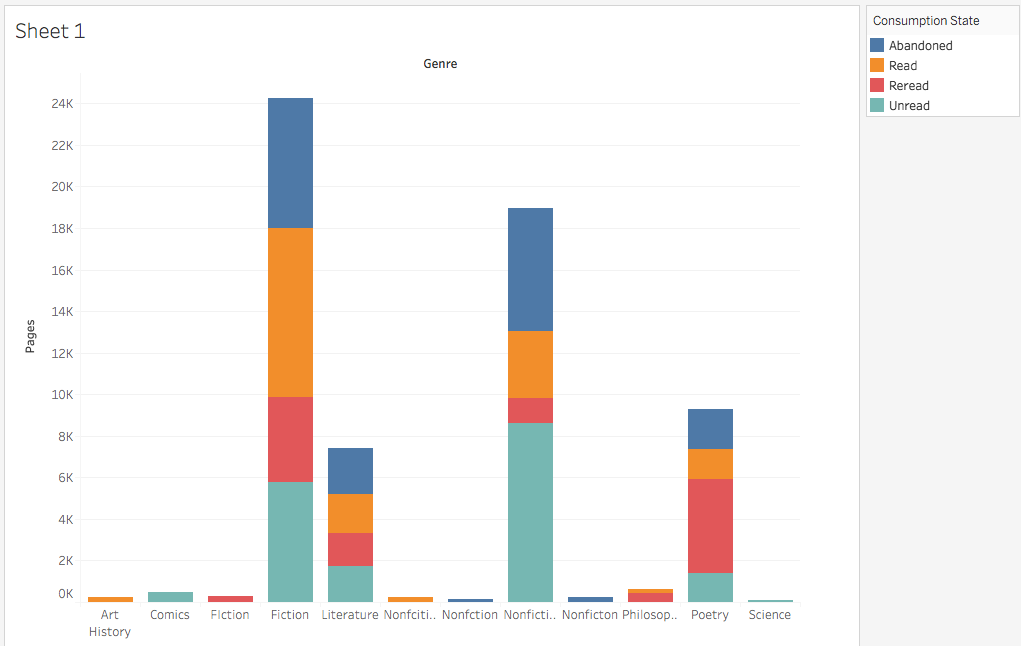 Sheet 1
Genre
Pages
24K
22K
20K
18K
16K
14K
12K
10K
8K
6K
4K
2K
0K
Art History
Comics
Fiction
Fiction
Literature
Nonfciti..
Nonfction
Nonficti..
Nonficton
Philosop..
Poetry
Science
Consumption State
Abandoned
Read
Reread
Unread